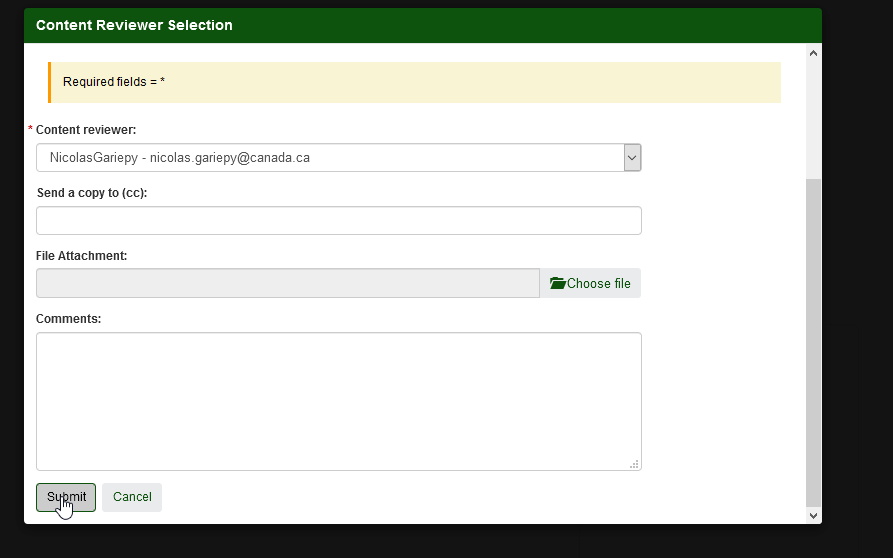 Content Reviewer Selection
Required fields = *
* Content reviewer:
NicolasGariepy - nicolas.gariepy@canada.ca
Send a copy to (cc):
File Attachment:
Choose file
Comments:
Submit Cancel